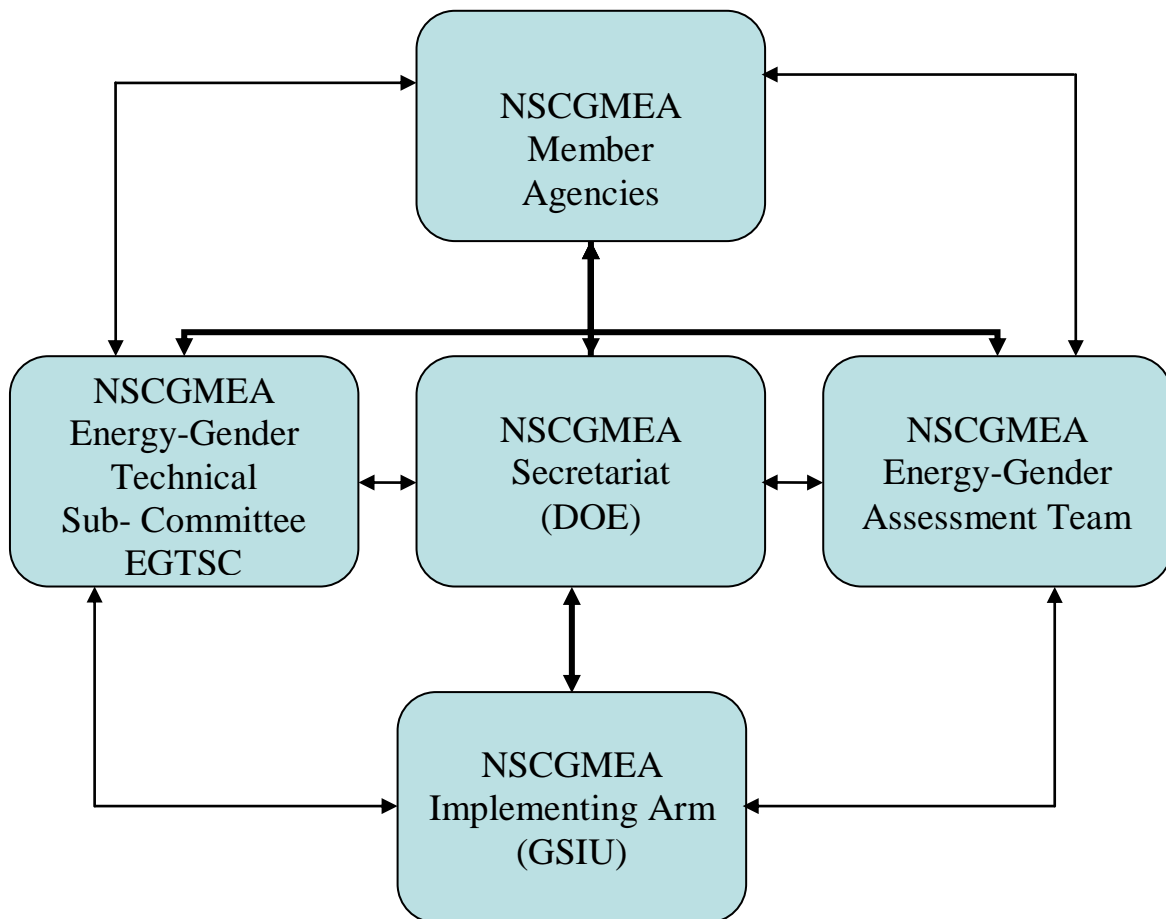 NSCGMEA
Member
Agencies
NSCGMEA
Energy-Gender
Technical
Sub- Committee
EGTSC
NSCGMEA
Secretariat
(DOE)
NSCGMEA
Energy-Gender
Assessment Team
NSCGMEA
Implementing Arm
(GSIU)